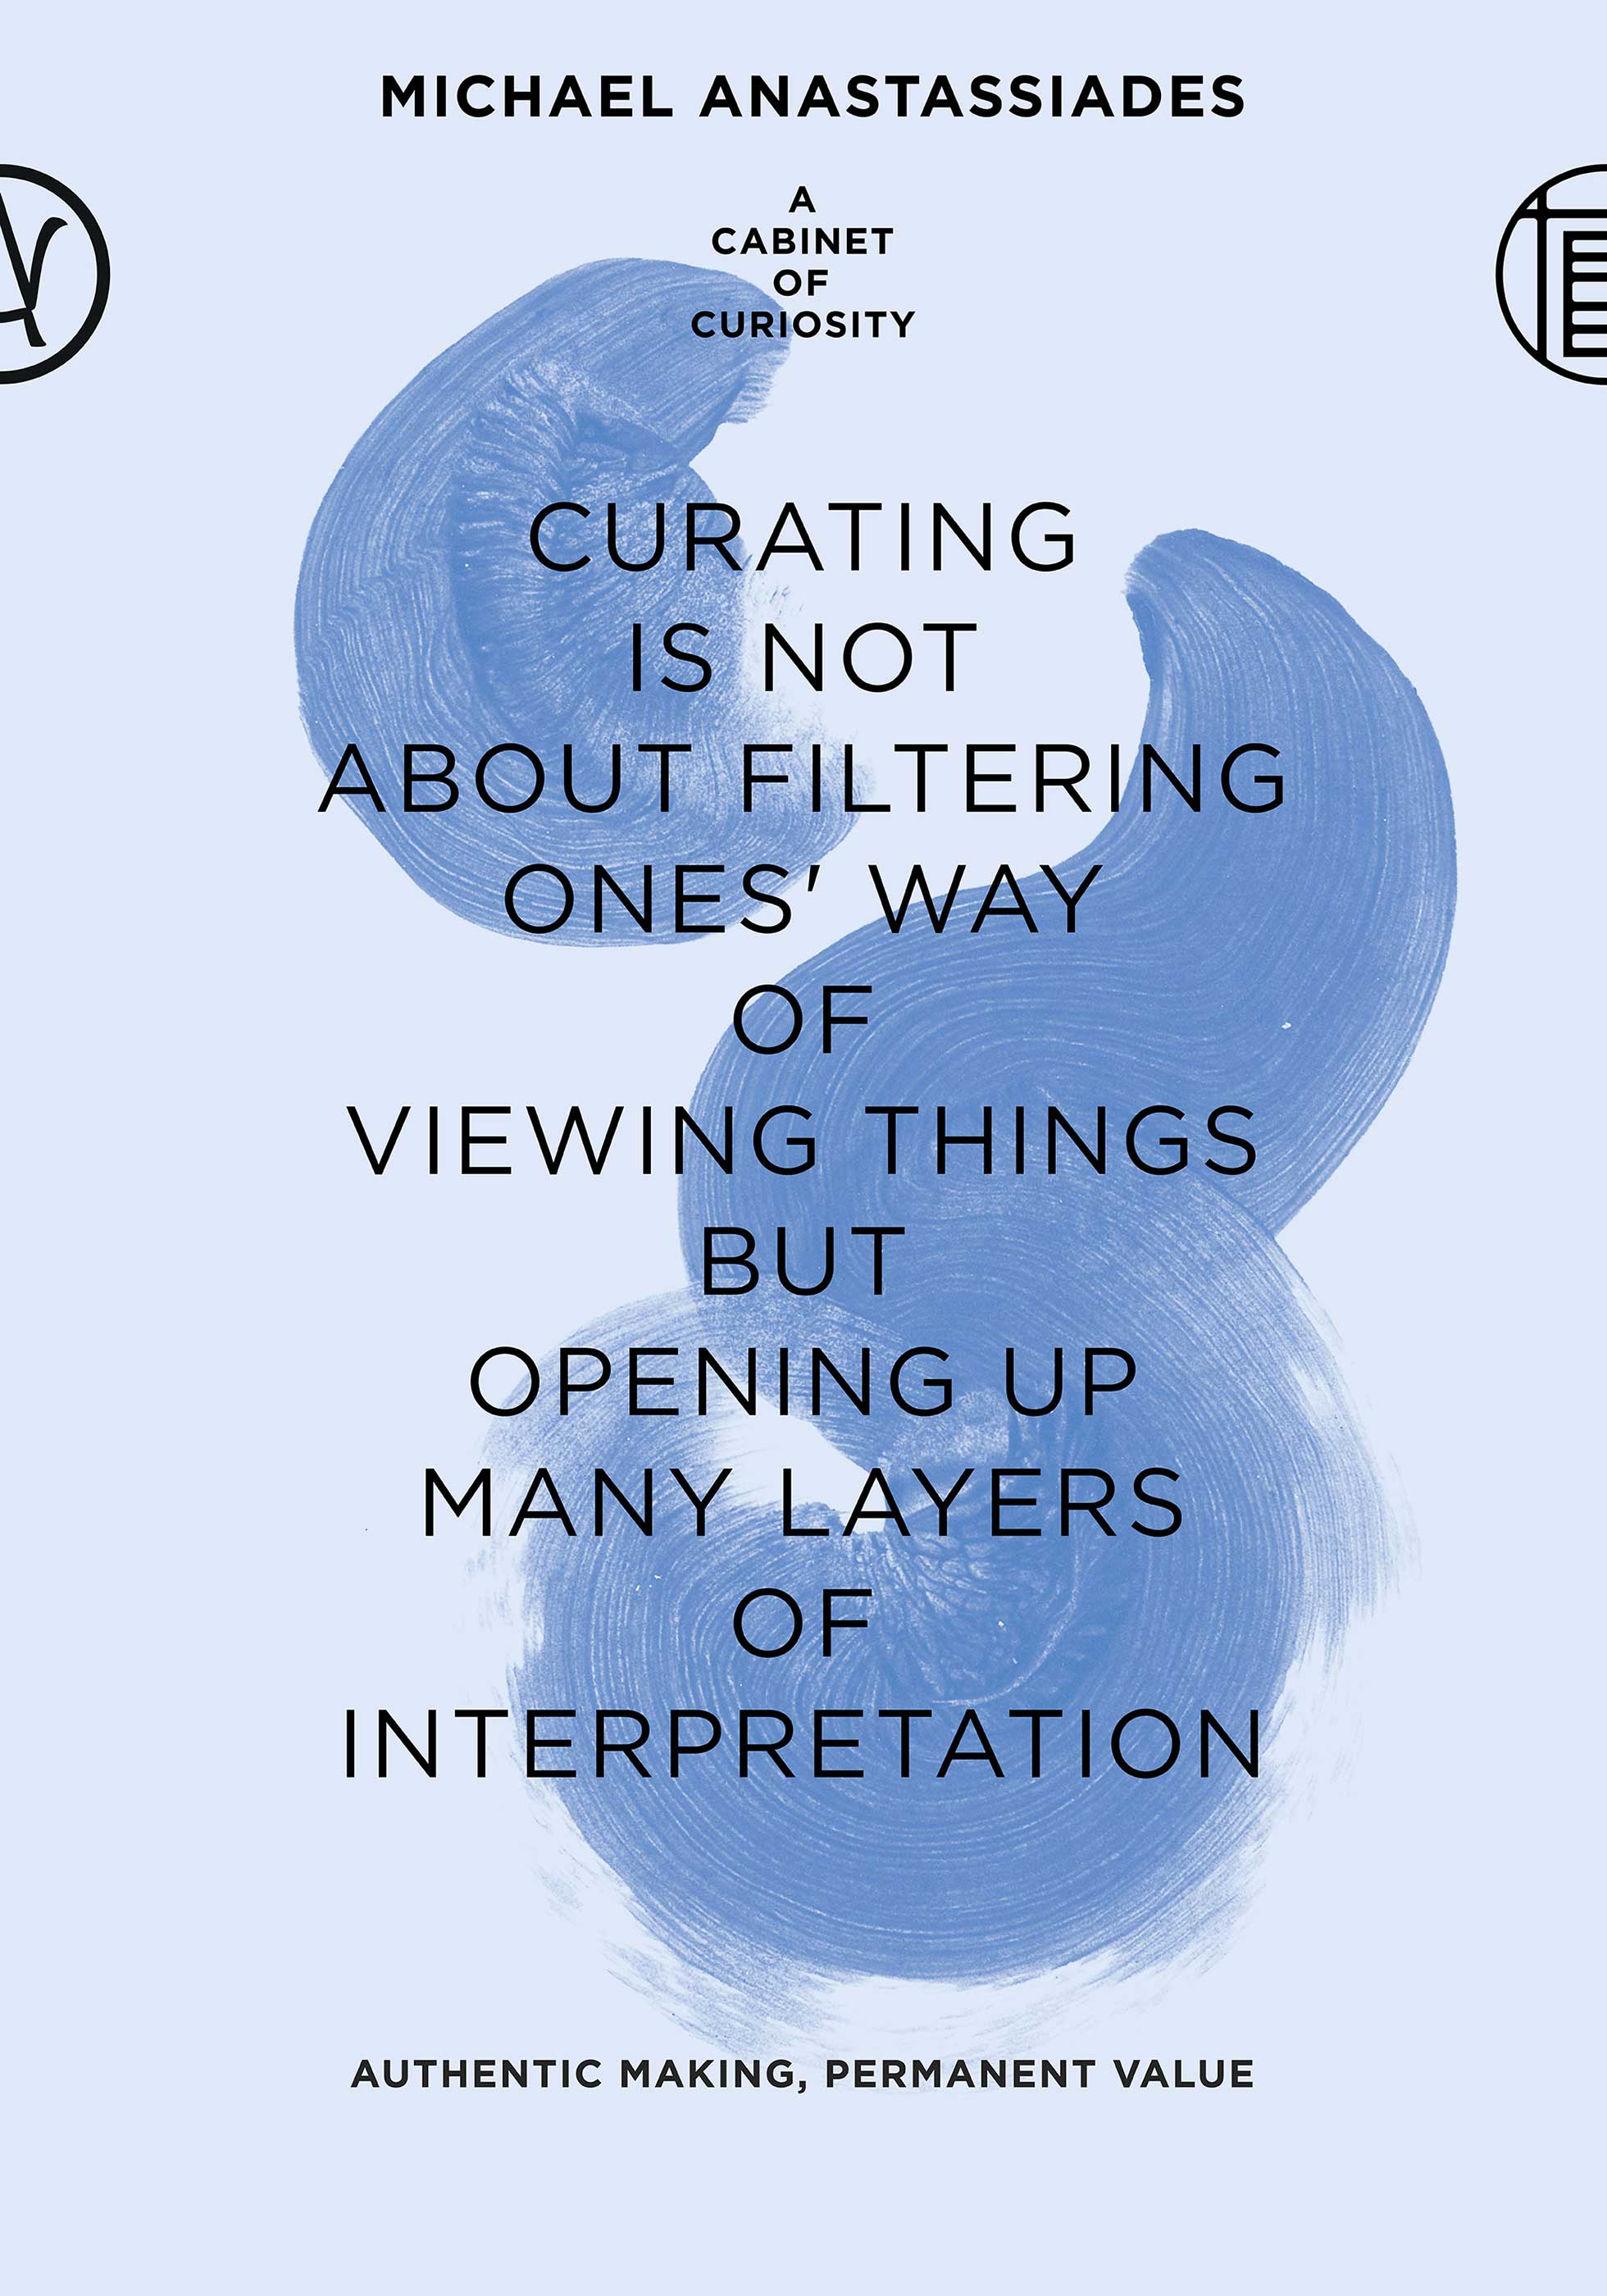 MICHAEL ANASTASSIADES
A
CABINET
OF
CURIOSITY
CURATING
IS NOT
ABOUT FILTERING
ONES' WAY
OF
VIEWING THINGS
BUT
OPENING UP
MANY LAYERS
OF
INTERPRETATION
AUTHENTIC MAKING, PERMANENT VALUE